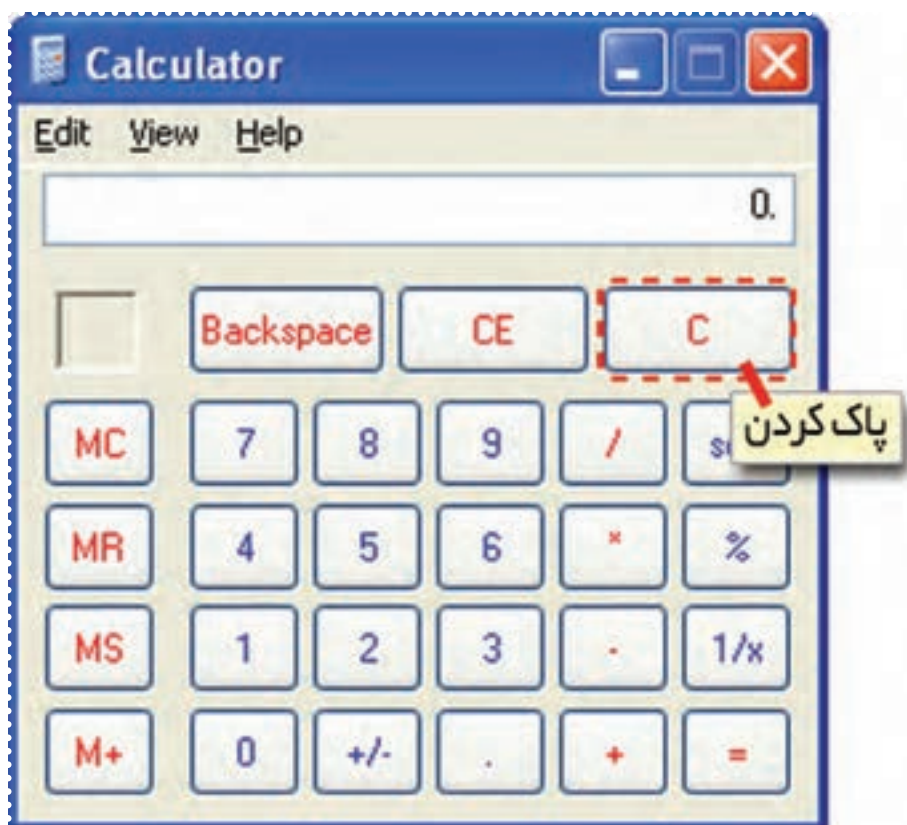 Calculator
Edit View Help
0.
Backspace CE C
پاک کردن
MC 7 8 9 /
MR 4 5 6 * %
MS 1 2 3 - 1/x
M+ 0 +/- . + =